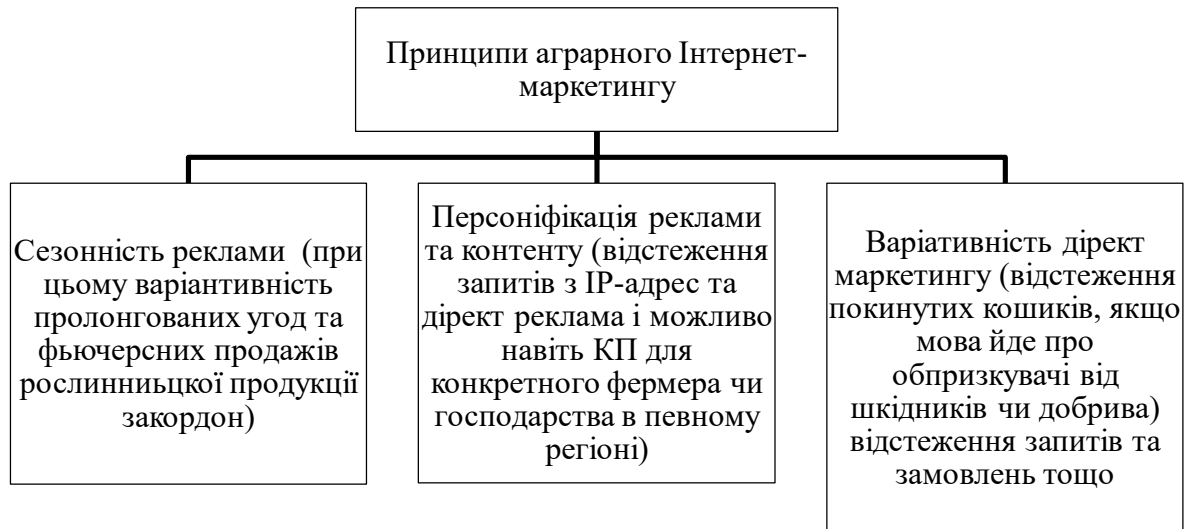 Принципи аграрного Інтернет-
маркетингу
Сезонність реклами (при
цьому варіантивність
пролонгованих угод та
фьючерсних продажів
рослинниьцкої продукції
закордон)
Персоніфікація реклами
та контенту (відстеження
запитів з IP-адрес та
дірект реклама і можливо
навіть КП для
конкретного фермера чи
господарства в певному
регіоні)
Варіативність дірект
маркетингу (відстеження
покинутих кошиків, якщо
мова йде про
обпризкувачі від
шкідників чи добрива)
відстеження запитів та
замовлень тощо